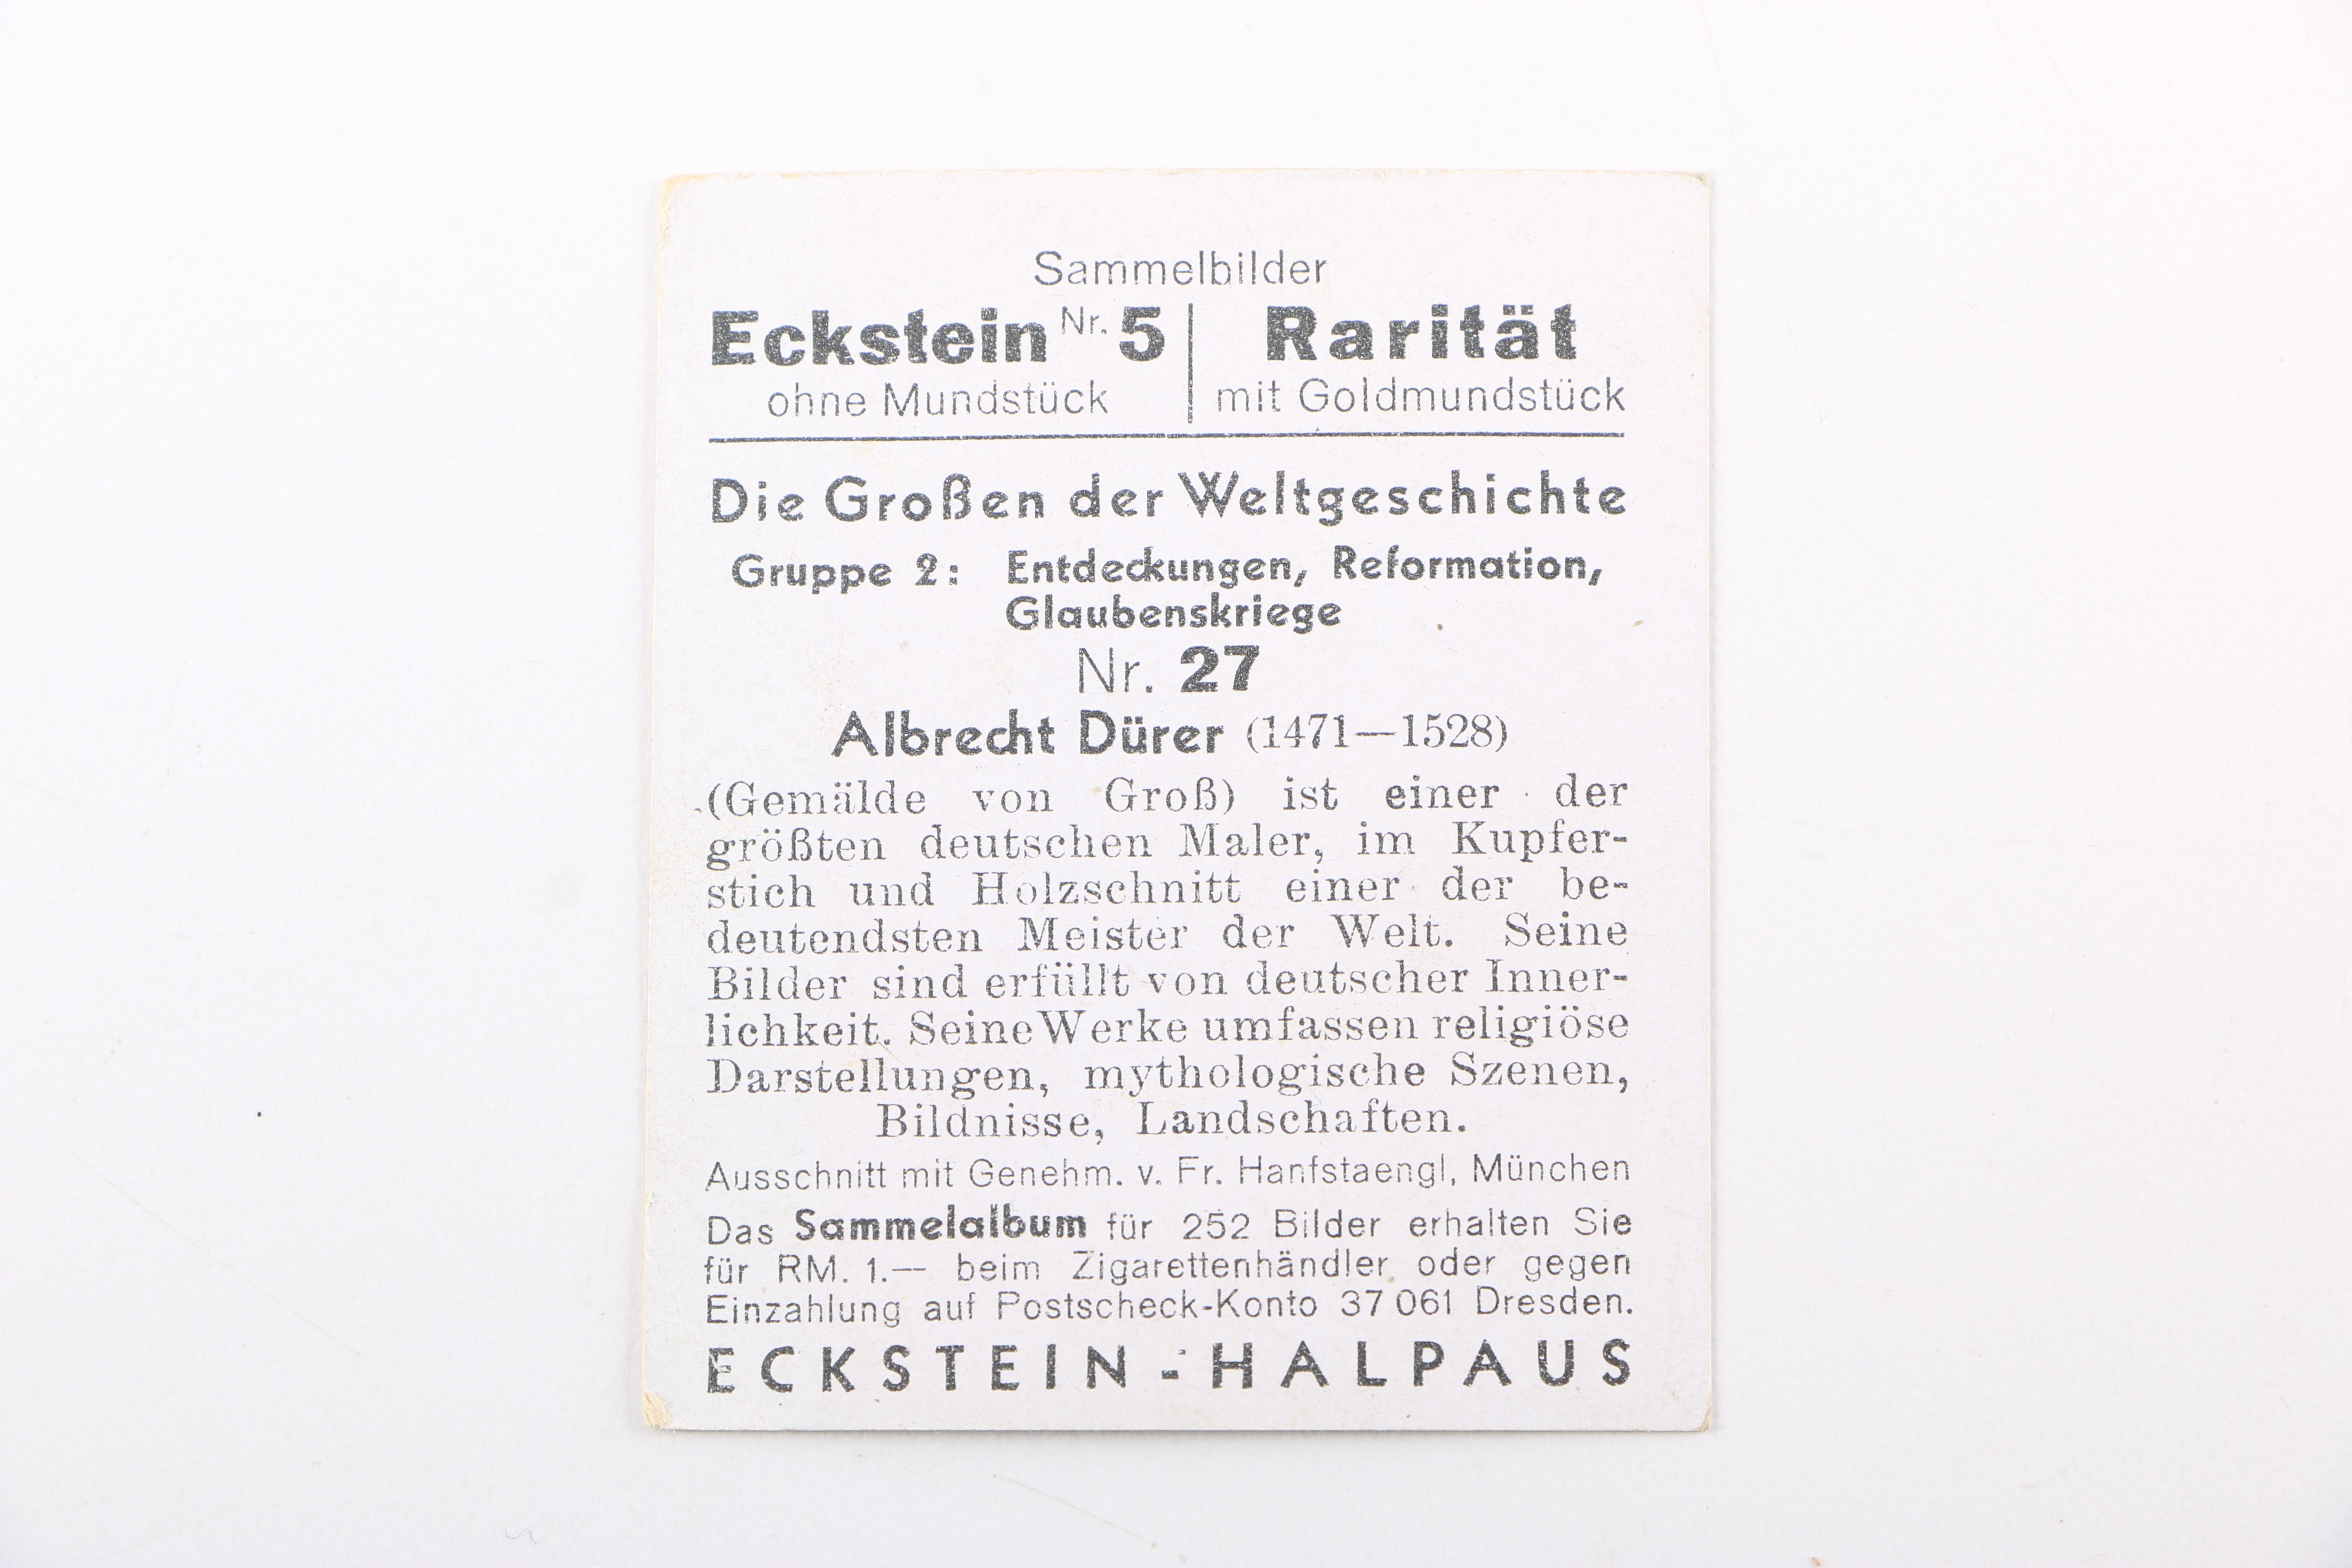 Sammelbilder
Eckstein Nr. 5 | Rarität
ohne Mundstück | mit Goldmundstück
Die Großen der Weltgeschichte
Gruppe 2: Entdeckungen, Reformation,
Glaubenskriege
Nr. 27
Albrecht Dürer (1471—1528)
(Gemälde von Groß) ist einer der
größten deutschen Maler, im Kupfer-
stich und Holzschnitt einer der be-
deutendsten Meister der Welt. Seine
Bilder sind erfüllt von deutscher Inner-
lichkeit. Seine Werke umfassen religiöse
Darstellungen, mythologische Szenen,
Bildnisse, Landschaften.
Ausschnitt mit Genehm. v. Fr. Hanfstaengl, München
Das Sammelalbum für 252 Bilder erhalten Sie
für RM. 1.— beim Zigarettenhändler oder gegen
Einzahlung auf Postscheck-Konto 37 061 Dresden.
ECKSTEIN-HALPAUS